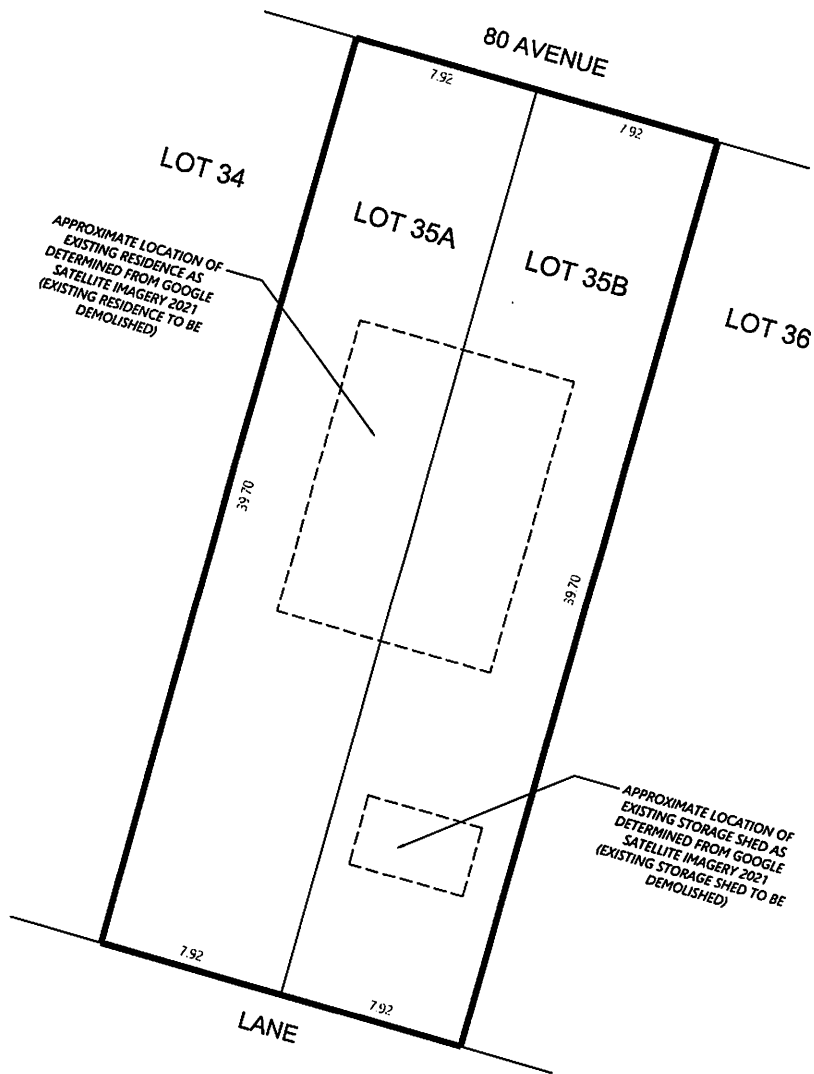 80 AVENUE
7.92
7.92
LOT 34
LOT 35A
LOT 35B
LOT 36
APPROXIMATE LOCATION OF
EXISTING RESIDENCE AS
DETERMINED FROM GOOGLE
SATELLITE IMAGERY 2021
(EXISTING RESIDENCE TO BE
DEMOLISHED)
39.70
39.70
APPROXIMATE LOCATION OF
EXISTING STORAGE SHED AS
DETERMINED FROM GOOGLE
SATELLITE IMAGERY 2021
(EXISTING STORAGE SHED TO BE
DEMOLISHED)
7.92
7.92
LANE